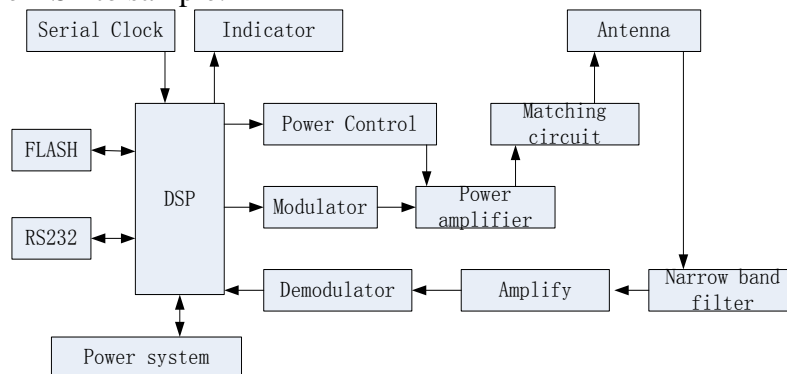 Serial Clock
Indicator
Antenna
Power Control
Matching
circuit
FLASH
DSP
Modulator
Power
amplifier
RS232
Demodulator
Amplify
Narrow band
filter
Power system